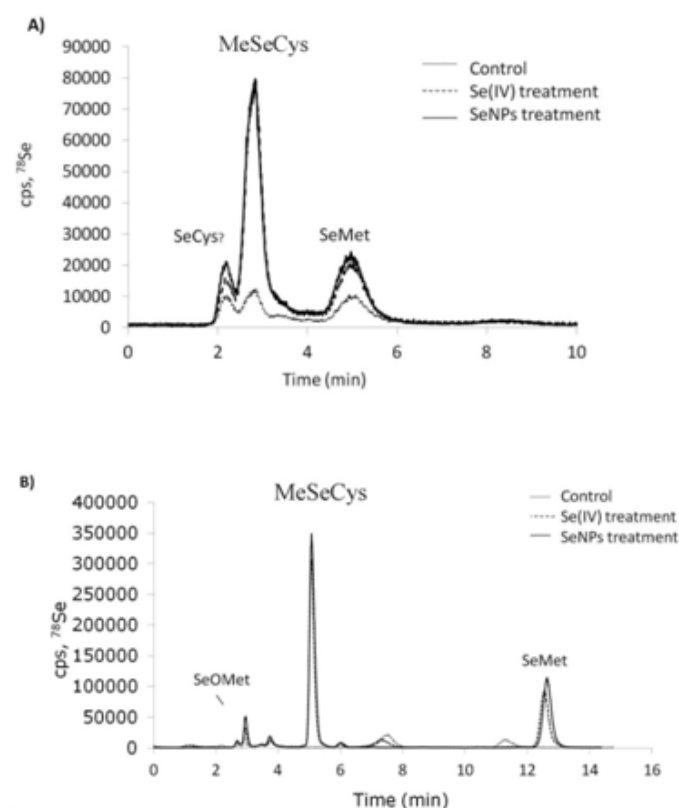 A)
MeSeCys
Control
Se(IV) treatment
SeNPs treatment
SeCys?
SeMet
cps, ⁷⁸Se
90000
80000
70000
60000
50000
40000
30000
20000
10000
0
0 2 4 6 8 10
Time (min)
B)
MeSeCys
Control
Se(IV) treatment
SeNPs treatment
SeOMet
SeMet
cps, ⁷⁸Se
400000
350000
300000
250000
200000
150000
100000
50000
0
0 2 4 6 8 10 12 14 16
Time (min)